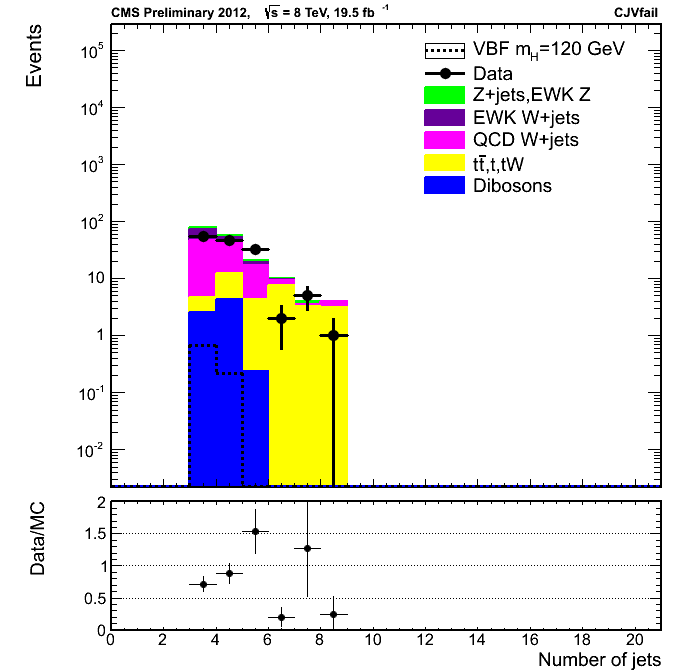 CMS Preliminary 2012, √s = 8 TeV, 19.5 fb⁻¹ CJVfail
Events
VBF m_H=120 GeV
Data
Z+jets,EWK Z
EWK W+jets
QCD W+jets
tt̄,t,tW
Dibosons
10⁵
10⁴
10³
10²
10
1
10⁻¹
10⁻²
Data/MC
2
1.5
1
0.5
0
0 2 4 6 8 10 12 14 16 18 20
Number of jets